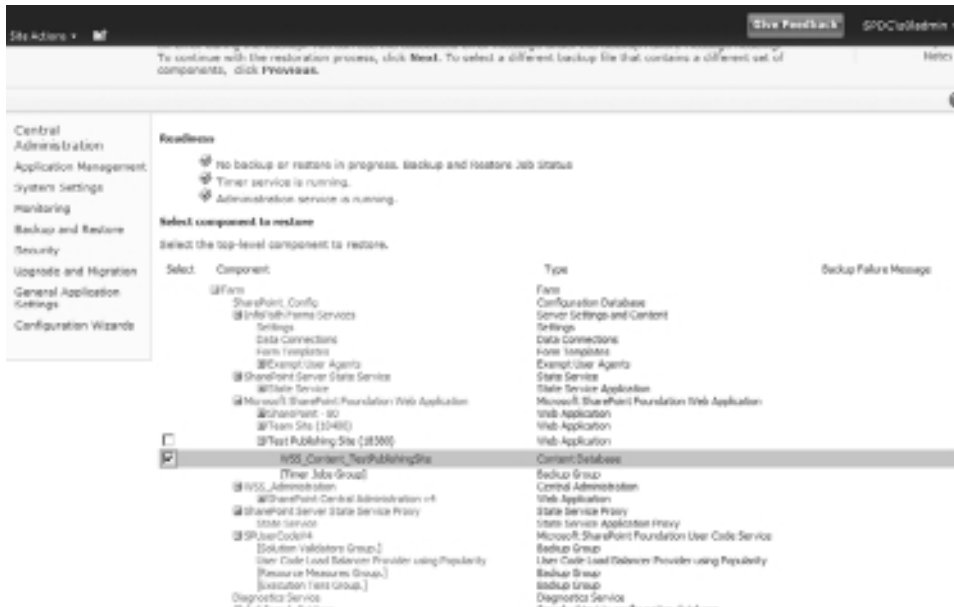 Give Feedback
SPDC\sp9admin
Site Actions
To continue with the restoration process, click Next. To select a different backup file that contains a different set of
components, click Previous.
Notes
Central
Administration
Application Management
System Settings
Monitoring
Backup and Restore
Security
Upgrade and Migration
General Application
Settings
Configuration Wizards
Readiness
No backup or restore in progress. Backup and Restore Job Status
Timer service is running.
Administration service is running.
Select component to restore
Select the top-level component to restore.
Select Component Type Backup Failure Message
Farm Farm
SharePoint_Config Configuration Database
InfoPath Forms Services Server Settings and Content
Settings Settings
Data Connections Data Connections
Form Templates Form Templates
Exempt User Agents Exempt User Agents
SharePoint Server State Service State Service
State Service State Service Application
Microsoft SharePoint Foundation Web Application Microsoft SharePoint Foundation Web Application
SharePoint - 80 Web Application
Team Site (10400) Web Application
Test Publishing Site (18380) Web Application
WSS_Content_TestPublishingSite Content Database
[Timer Jobs Group] Backup Group
WSS_Administration Central Administration
SharePoint Central Administration v4 Web Application
SharePoint Server State Service Proxy State Service Proxy
State Service State Service Application Proxy
SPUserCodeV4 Microsoft SharePoint Foundation User Code Service
[Solution Validators Group.] Backup Group
User Code Load Balancer Provider using Popularity User Code Load Balancer Provider using Popularity
[Resource Measures Group.] Backup Group
[Execution Tiers Group.] Backup Group
Diagnostics Service Diagnostics Service